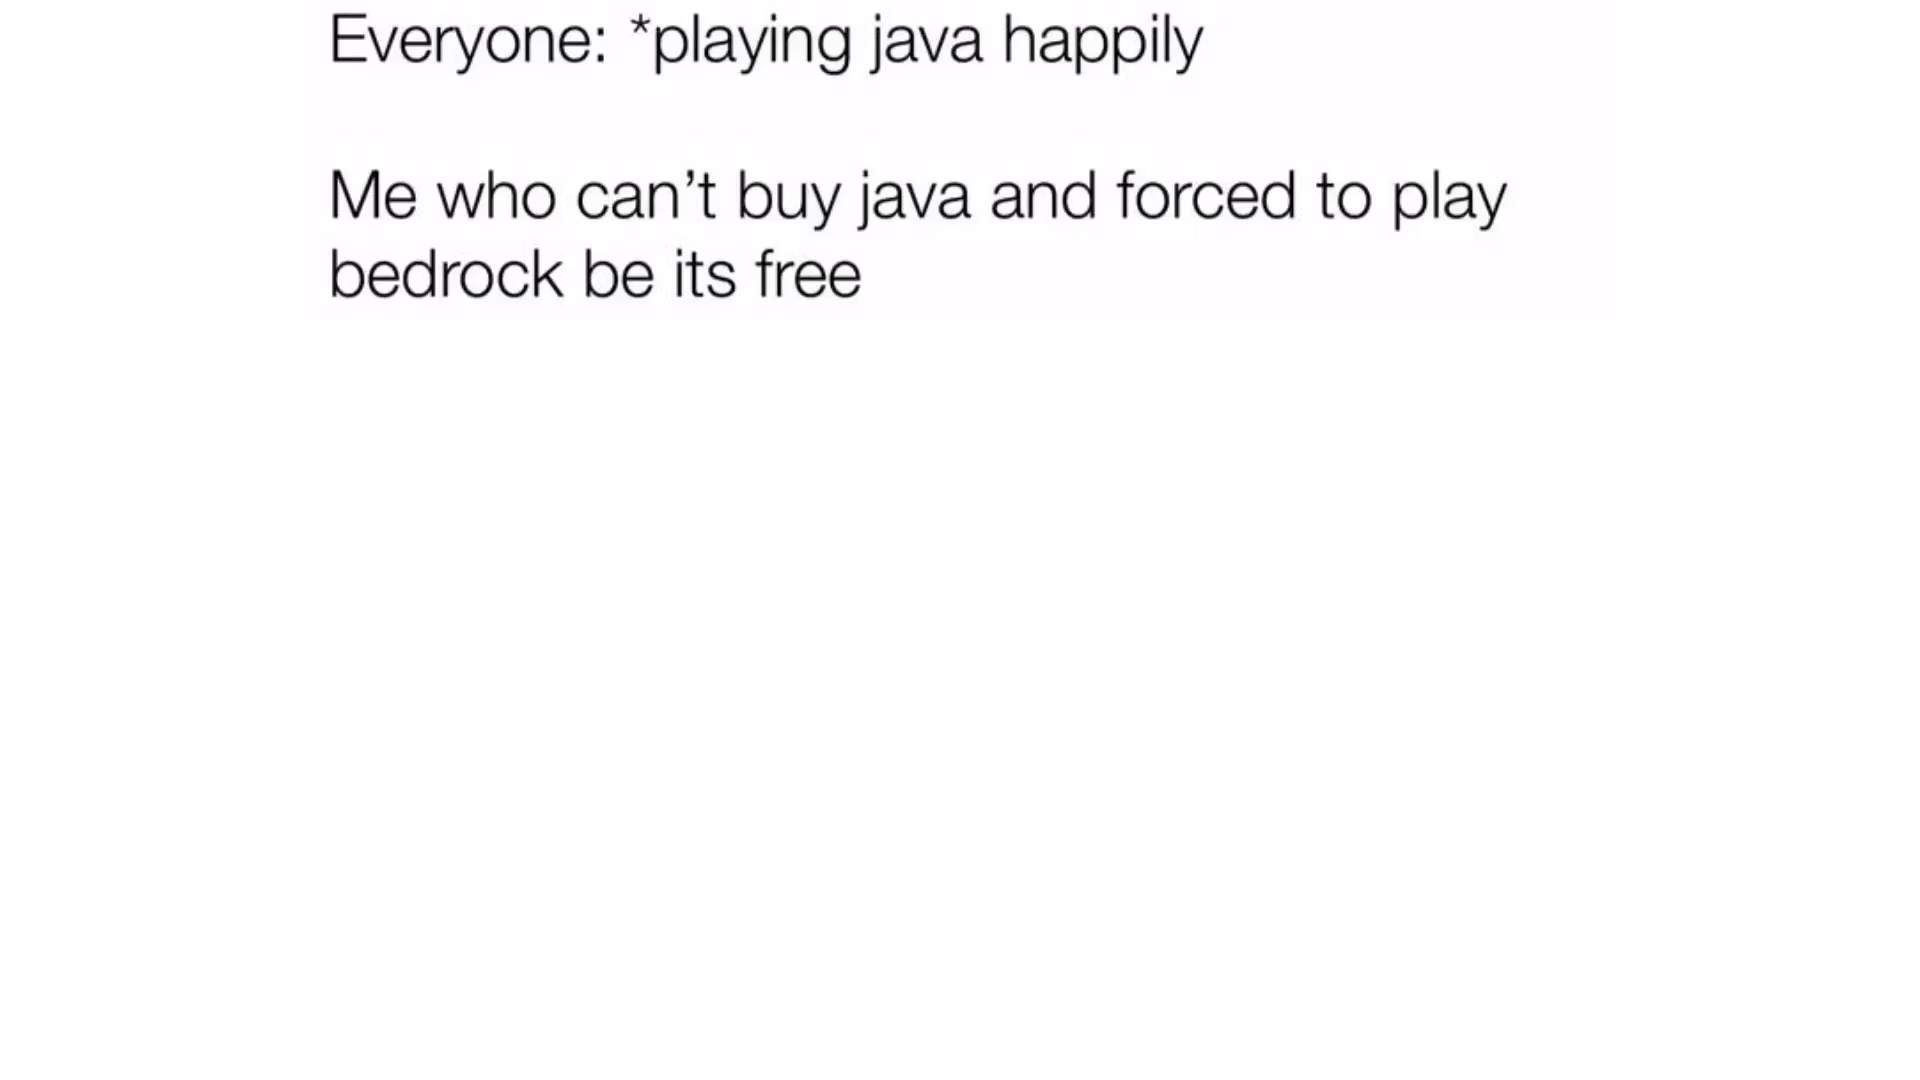 Everyone: *playing java happily
Me who can’t buy java and forced to play
bedrock be its free